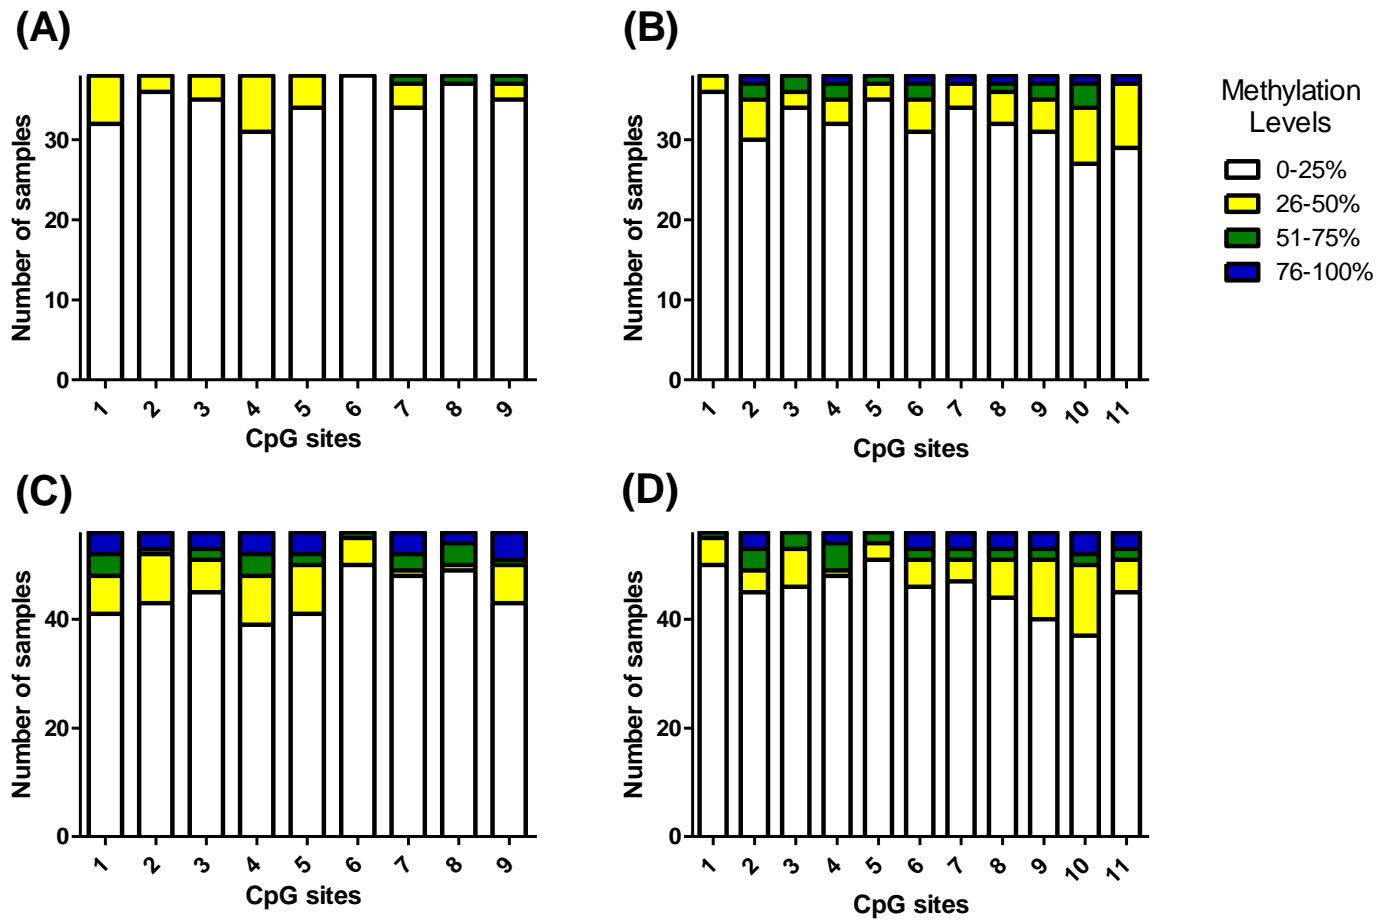 (A)
Number of samples
30
20
10
0
1 2 3 4 5 6 7 8 9
CpG sites
(B)
Number of samples
30
20
10
0
1 2 3 4 5 6 7 8 9 10 11
CpG sites
Methylation
Levels
0-25%
26-50%
51-75%
76-100%
(C)
Number of samples
40
20
0
1 2 3 4 5 6 7 8 9
CpG sites
(D)
Number of samples
40
20
0
1 2 3 4 5 6 7 8 9 10 11
CpG sites